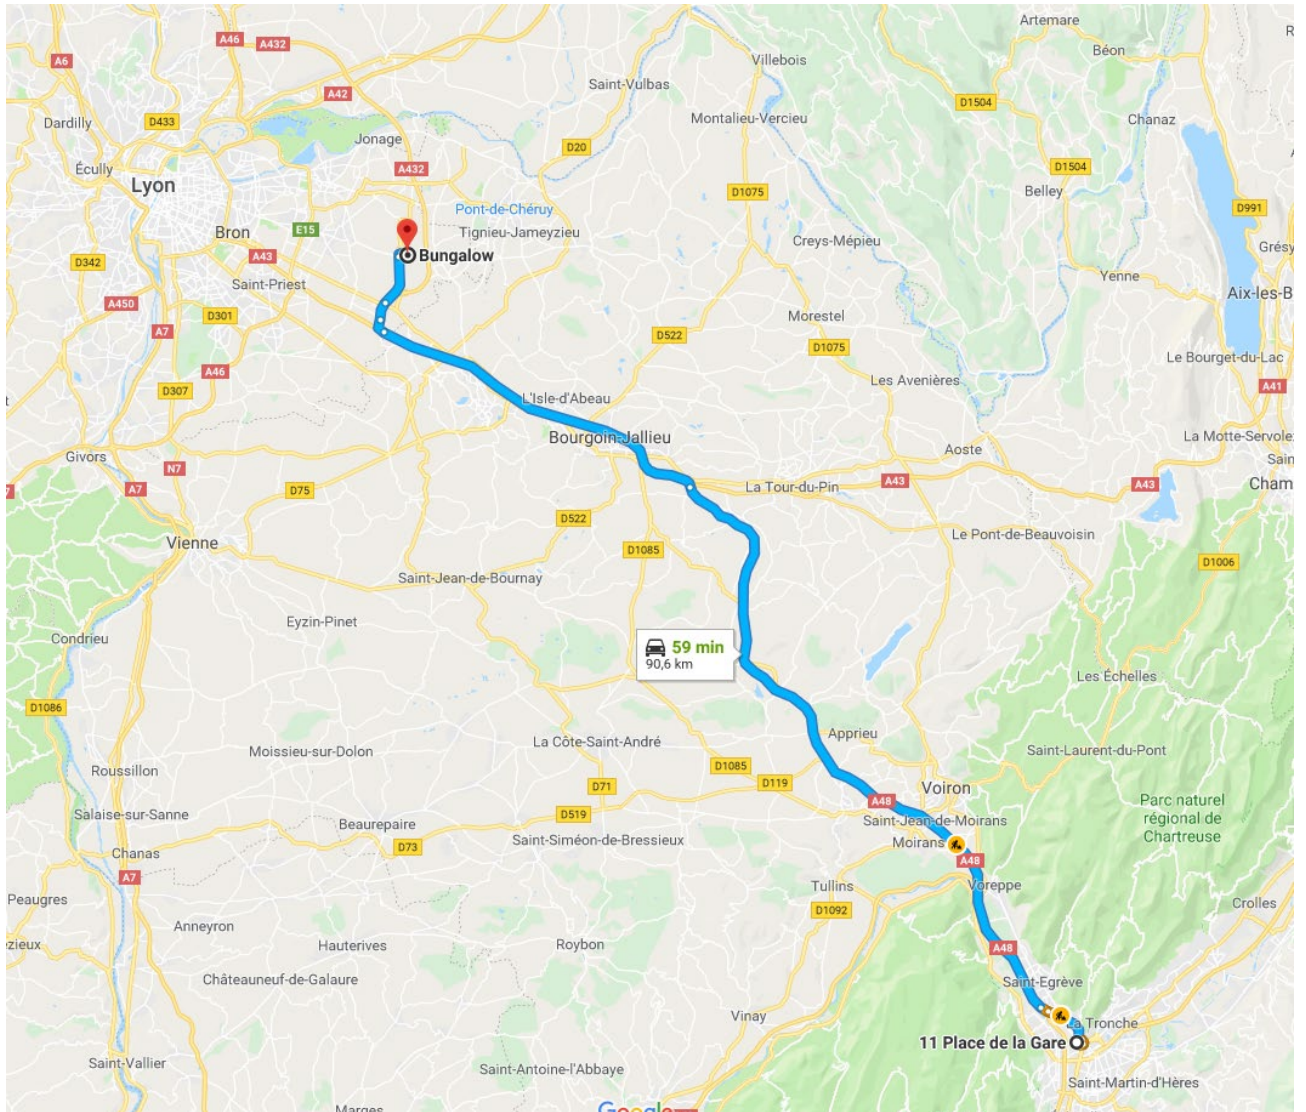 Artemare
A46
A432
Béon
A6
Villebois
Saint-Vulbas
A42
D1504
Montalieu-Vercieu
Chanaz
Dardilly
D433
Jonage
D20
Écully
A432
D1504
Lyon
D1075
Belley
Pont-de-Chéruy
D991
Bron
E15
Tignieu-Jameyzieu
Creys-Mépieu
Grésy
A43
Bungalow
D342
Yenne
Saint-Priest
Aix-les-B
A450
D301
Morestel
A7
D522
D1075
Le Bourget-du-Lac
A46
Les Avenières
A41
D307
L'Isle-d'Abeau
La Motte-Servolex
Bourgoin-Jallieu
Aoste
Givors
N7
Sain
A7
D75
La Tour-du-Pin
A43
A43
Cham
7
D522
Le Pont-de-Beauvoisin
Vienne
D1085
D1006
Saint-Jean-de-Bournay
Eyzin-Pinet
Condrieu
59 min
90,6 km
Les Échelles
D1086
Apprieu
La Côte-Saint-André
Moissieu-sur-Dolon
Saint-Laurent-du-Pont
D1085
Roussillon
D71
D119
Voiron
A48
Parc naturel
régional de
Chartreuse
Salaise-sur-Sanne
D519
Saint-Jean-de-Moirans
Beaurepaire
Saint-Siméon-de-Bressieux
Moirans
D73
Chanas
A48
A7
Tullins
Voreppe
Peaugres
D1092
Crolles
Anneyron
Hauterives
Roybon
A48
ézieux
Châteauneuf-de-Galaure
Saint-Egrève
Vinay
La Tronche
11 Place de la Gare
Saint-Vallier
Saint-Antoine-l'Abbaye
Saint-Martin-d'Hères
Marges
Google